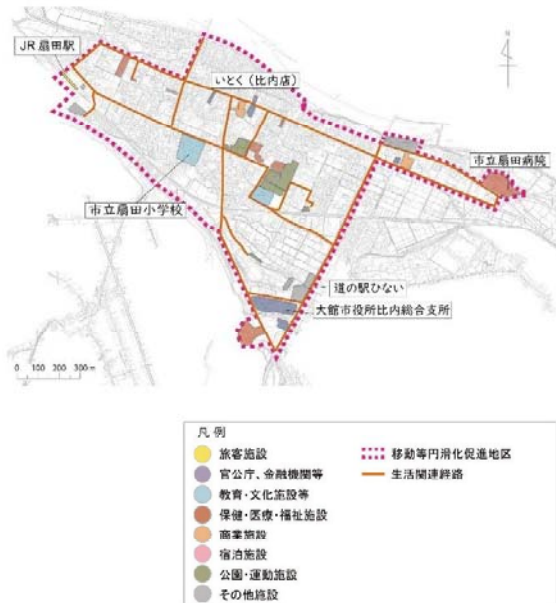 JR扇田駅
いとく（比内店）
市立扇田病院
市立扇田小学校
道の駅ひない
大館市役所比内総合支所
0 100 200 300m
凡例
旅客施設
官公庁、金融機関等
教育・文化施設等
保健・医療・福祉施設
商業施設
宿泊施設
公園・運動施設
その他施設
移動等円滑化促進地区
生活関連経路